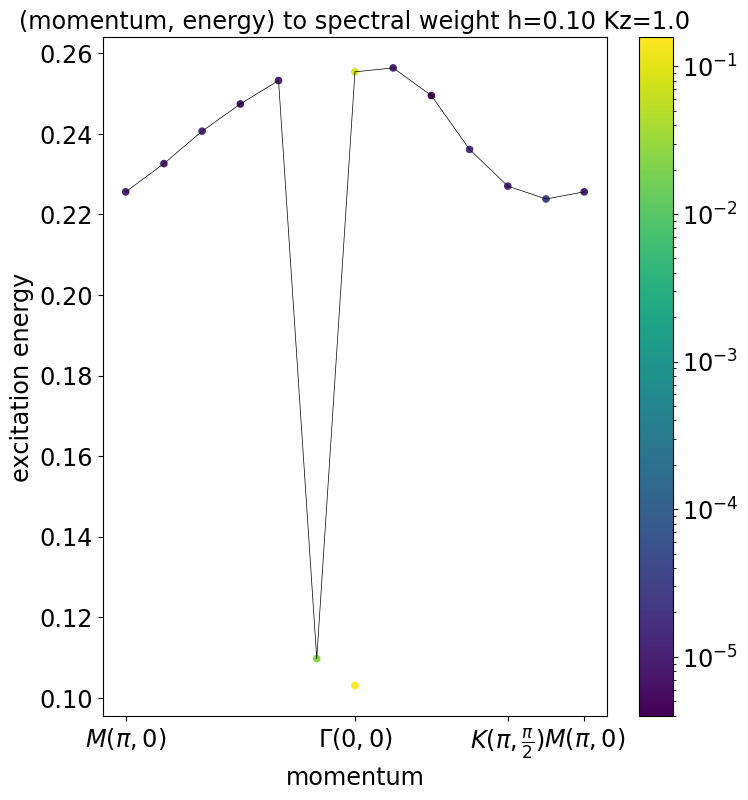 (momentum, energy) to spectral weight h=0.10 Kz=1.0
excitation energy
0.26
0.24
0.22
0.20
0.18
0.16
0.14
0.12
0.10
M(π, 0)
Γ(0, 0)
K(π, π/2)
M(π, 0)
momentum
10⁻¹
10⁻²
10⁻³
10⁻⁴
10⁻⁵